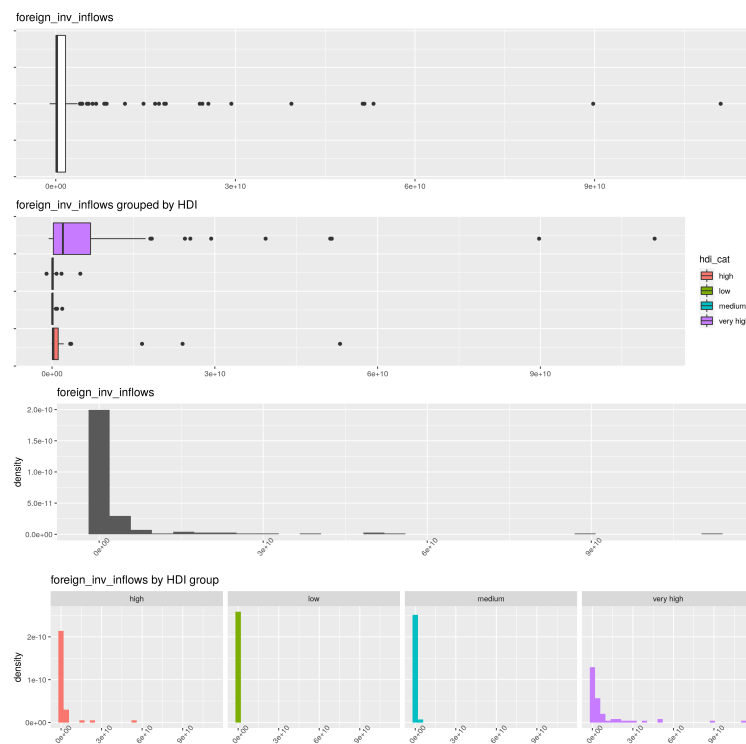 foreign_inv_inflows
0e+00 3e+10 6e+10 9e+10
foreign_inv_inflows grouped by HDI
hdi_cat
high
low
medium
very hig
0e+00 3e+10 6e+10 9e+10
foreign_inv_inflows
density
2.0e-10
1.5e-10
1.0e-10
5.0e-11
0.0e+00
0e+00 3e+10 6e+10 9e+10
foreign_inv_inflows by HDI group
high low medium very high
density
2e-10
1e-10
0e+00
0e+00 3e+10 6e+10 9e+10 0e+00 3e+10 6e+10 9e+10 0e+00 3e+10 6e+10 9e+10 0e+00 3e+10 6e+10 9e+10